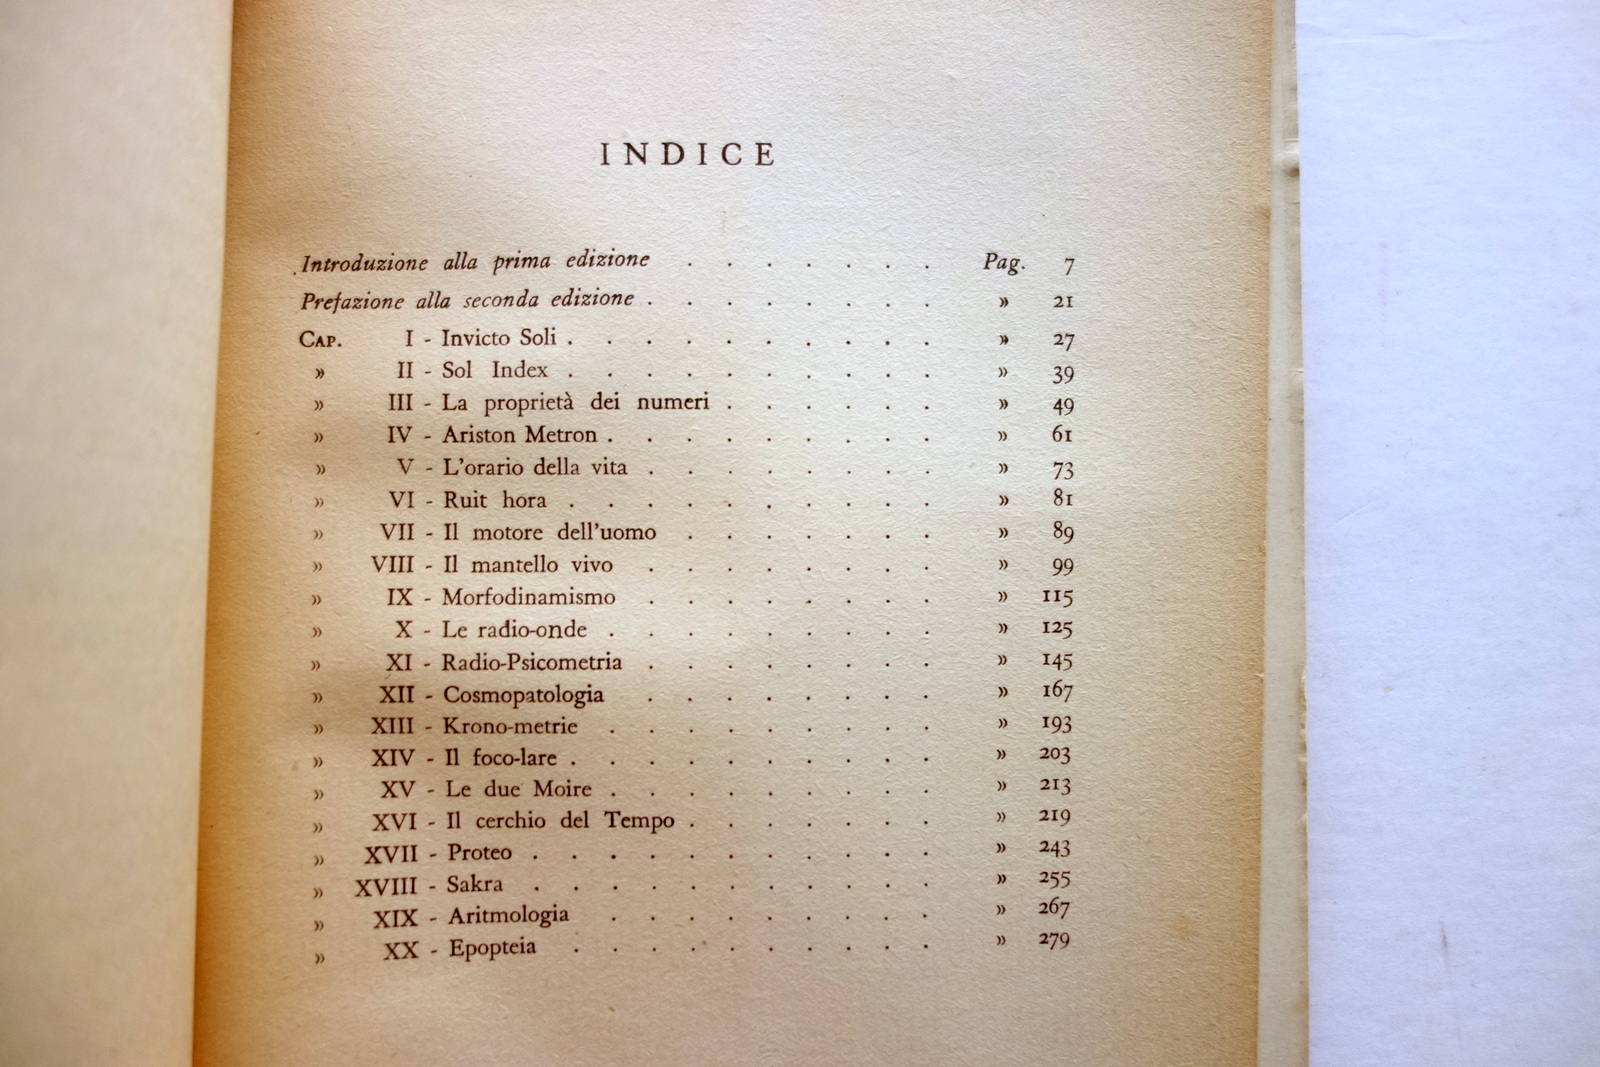 INDICE
Introduzione alla prima edizione . . . . . . . Pag. 7
Prefazione alla seconda edizione . . . . . . . . » 21
Cap. I - Invicto Soli . . . . . . . . . . » 27
» II - Sol Index . . . . . . . . . . » 39
» III - La proprietà dei numeri . . . . . . » 49
» IV - Ariston Metron . . . . . . . . . » 61
» V - L'orario della vita . . . . . . . . » 73
» VI - Ruit hora . . . . . . . . . . » 81
» VII - Il motore dell'uomo . . . . . . . » 89
» VIII - Il mantello vivo . . . . . . . . » 99
» IX - Morfodinamismo . . . . . . . . » 115
» X - Le radio-onde . . . . . . . . . » 125
» XI - Radio-Psicometria . . . . . . . . » 145
» XII - Cosmopatologia . . . . . . . . » 167
» XIII - Krono-metrie . . . . . . . . . » 193
» XIV - Il foco-lare . . . . . . . . . . » 203
» XV - Le due Moire . . . . . . . . . » 213
» XVI - Il cerchio del Tempo . . . . . . . » 219
» XVII - Proteo . . . . . . . . . . . » 243
» XVIII - Sakra . . . . . . . . . . . » 255
» XIX - Aritmologia . . . . . . . . . » 267
» XX - Epopteia . . . . . . . . . . » 279